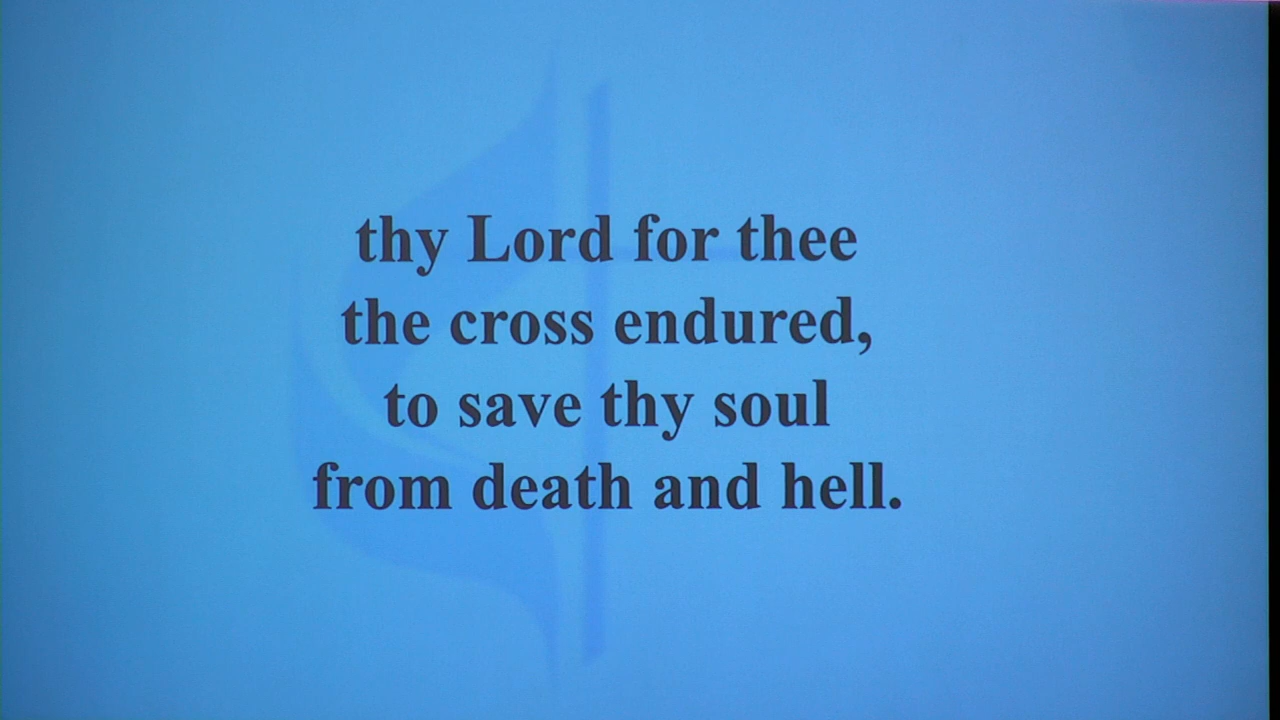 thy Lord for thee
the cross endured,
to save thy soul
from death and hell.